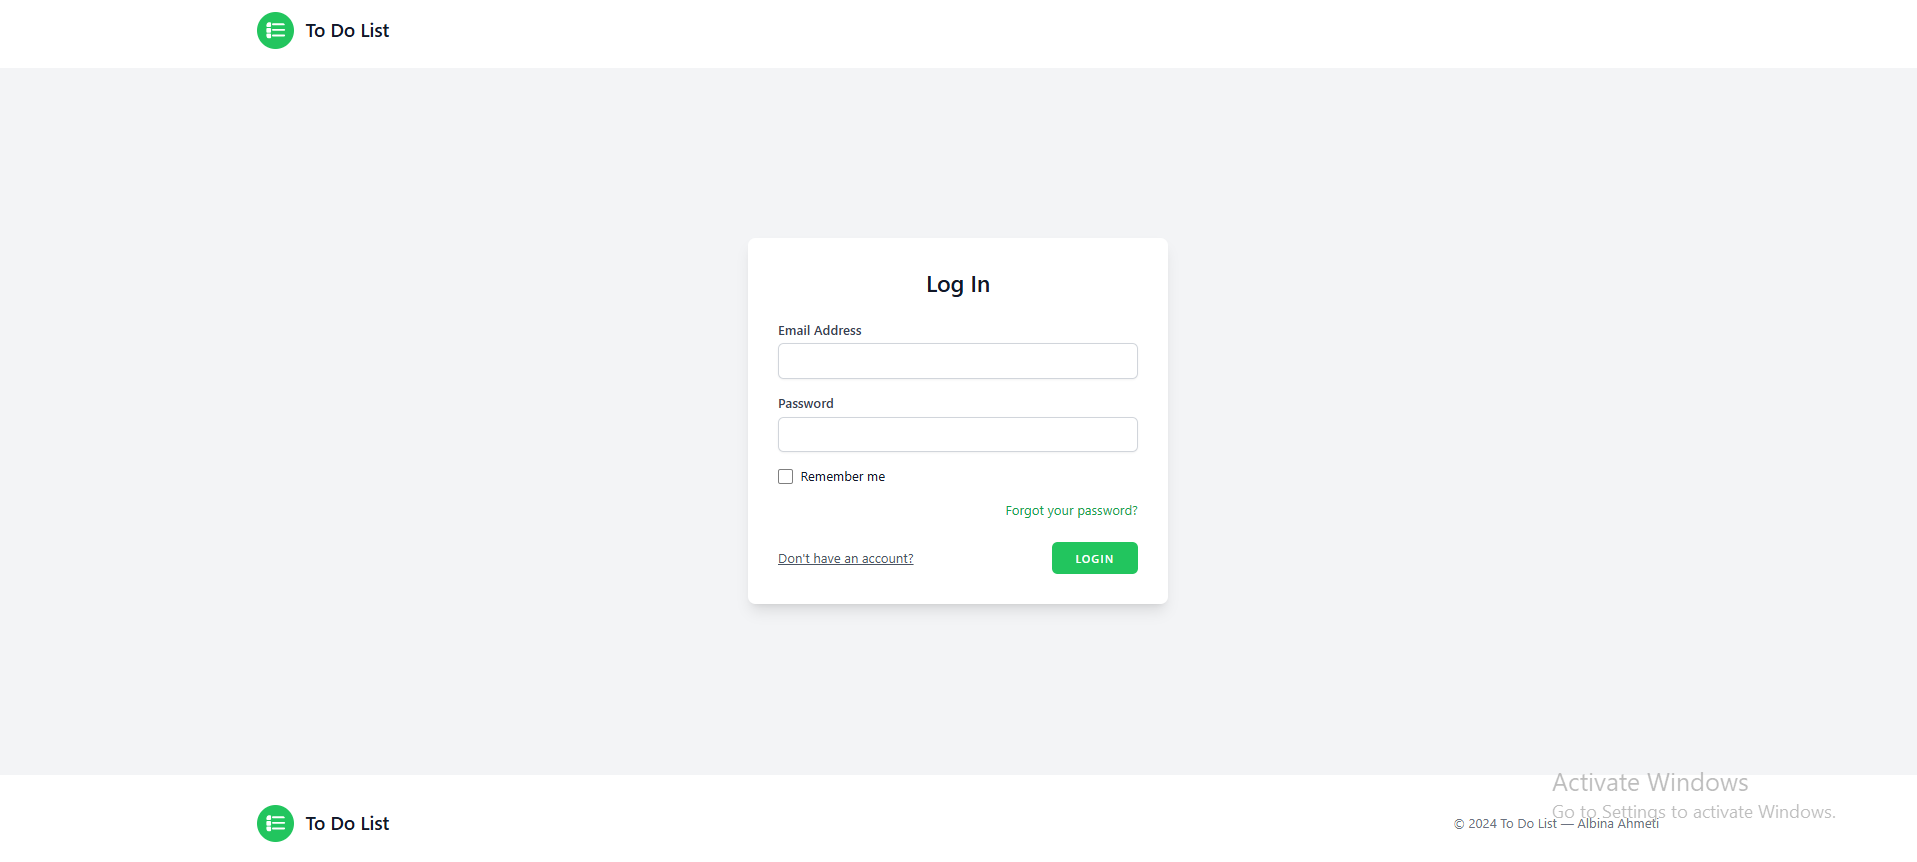 To Do List
Log In
Email Address
Password
Remember me
Forgot your password?
Don't have an account?
LOGIN
Activate Windows
Go to Settings to activate Windows.
To Do List
© 2024 To Do List — Albina Ahmeti